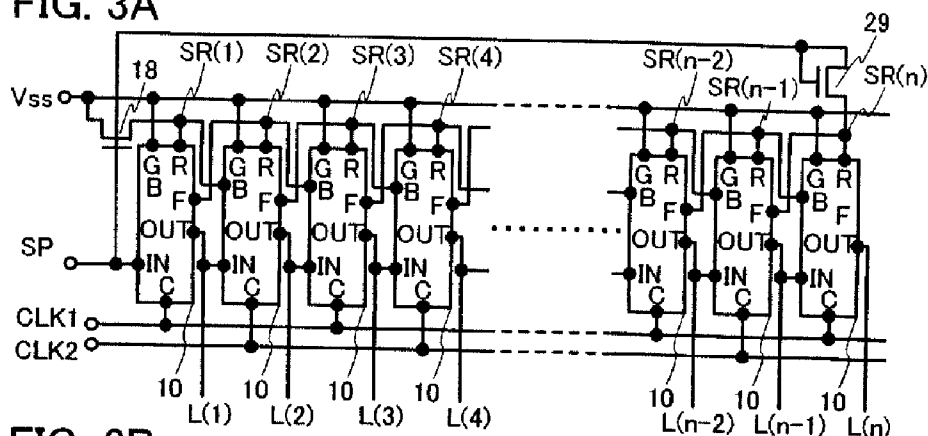 FIG. 3A
29
SR(1) SR(2) SR(3) SR(4) SR(n-2) SR(n-1) SR(n)
18
Vss
G R G R G R G R G R G R G R
B B B B B B B
F F F F F F F
OUT OUT OUT OUT OUT OUT OUT
SP IN IN IN IN IN IN IN
C C C C C C C
CLK1
CLK2
10 10 10 10 10 10 10
L(1) L(2) L(3) L(4) L(n-2) L(n-1) L(n)